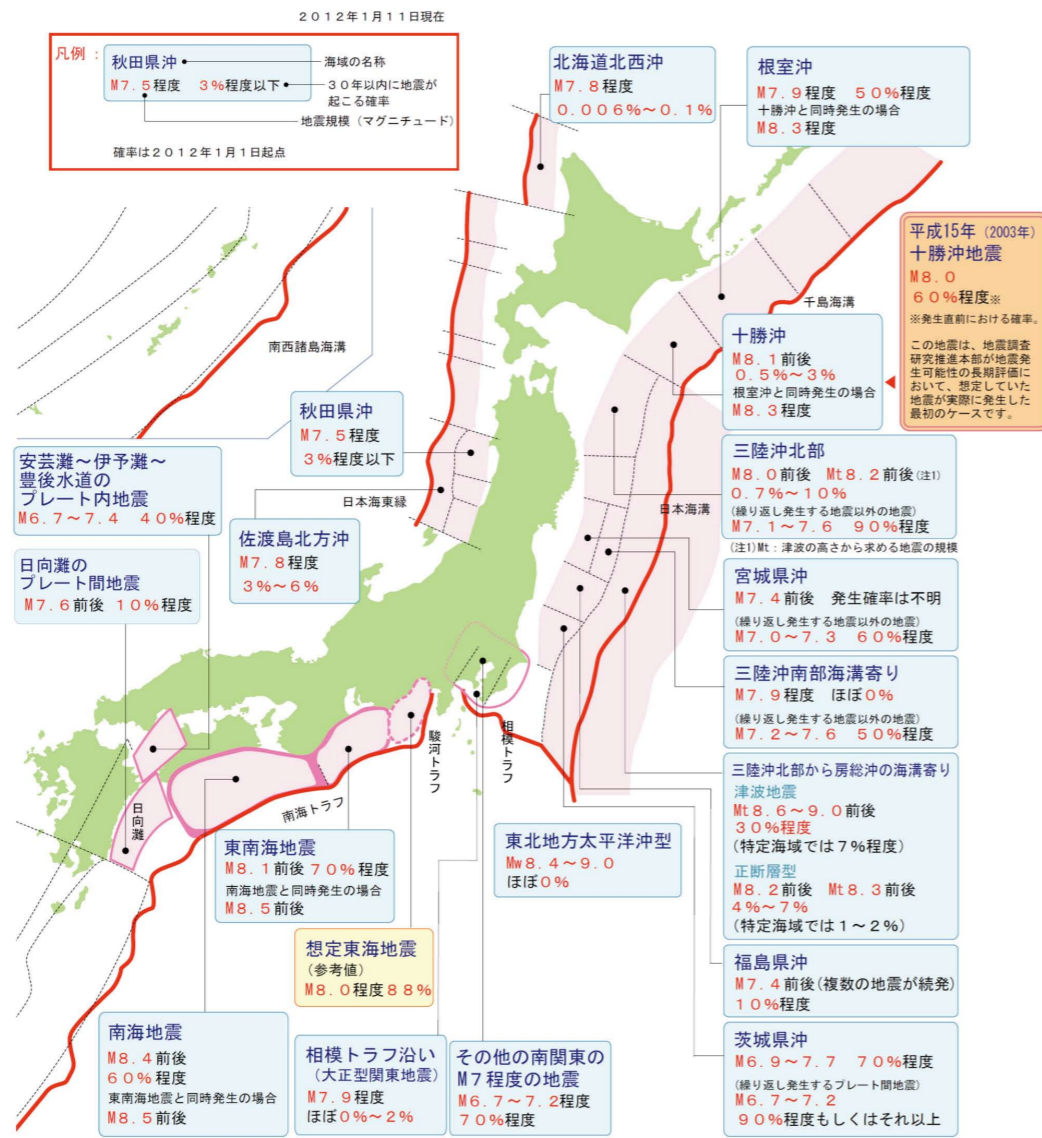 2012年1月11日現在
凡例：
秋田県沖
M7.5程度　3%程度以下
海域の名称
30年以内に地震が
起こる確率
地震規模（マグニチュード）
確率は2012年1月1日起点
北海道北西沖
M7.8程度
0.006%～0.1%
根室沖
M7.9程度　50%程度
十勝沖と同時発生の場合
M8.3程度
平成15年（2003年）
十勝沖地震
M8.0
60%程度※
※発生直前における確率。
この地震は、地震調査
研究推進本部が地震発
生可能性の長期評価に
おいて、想定していた
地震が実際に発生した
最初のケースです。
千島海溝
十勝沖
M8.1前後
0.5%～3%
根室沖と同時発生の場合
M8.3程度
南西諸島海溝
秋田県沖
M7.5程度
3%程度以下
安芸灘～伊予灘～
豊後水道の
プレート内地震
M6.7～7.4　40%程度
日本海東縁
佐渡島北方沖
M7.8程度
3%～6%
日向灘の
プレート間地震
M7.6前後　10%程度
三陸沖北部
M8.0前後　Mt8.2前後(注1)
0.7%～10%
(繰り返し発生する地震以外の地震)
M7.1～7.6　90%程度
(注1)Mt：津波の高さから求める地震の規模
日本海溝
宮城県沖
M7.4前後　発生確率は不明
(繰り返し発生する地震以外の地震)
M7.0～7.3　60%程度
三陸沖南部海溝寄り
M7.9程度　ほぼ0%
(繰り返し発生する地震以外の地震)
M7.2～7.6　50%程度
駿河トラフ
相模トラフ
日向灘
南海トラフ
三陸沖北部から房総沖の海溝寄り
津波地震
Mt8.6～9.0前後
30%程度
(特定海域では7%程度)
正断層型
M8.2前後　Mt8.3前後
4%～7%
(特定海域では1～2%)
東南海地震
M8.1前後 70%程度
南海地震と同時発生の場合
M8.5前後
東北地方太平洋沖型
Mw8.4～9.0
ほぼ0%
想定東海地震
(参考値)
M8.0程度88%
福島県沖
M7.4前後(複数の地震が続発)
10%程度
南海地震
M8.4前後
60%程度
東南海地震と同時発生の場合
M8.5前後
相模トラフ沿い
(大正型関東地震)
M7.9程度
ほぼ0%～2%
その他の南関東の
M7程度の地震
M6.7～7.2程度
70%程度
茨城県沖
M6.9～7.7　70%程度
(繰り返し発生するプレート間地震)
M6.7～7.2
90%程度もしくはそれ以上